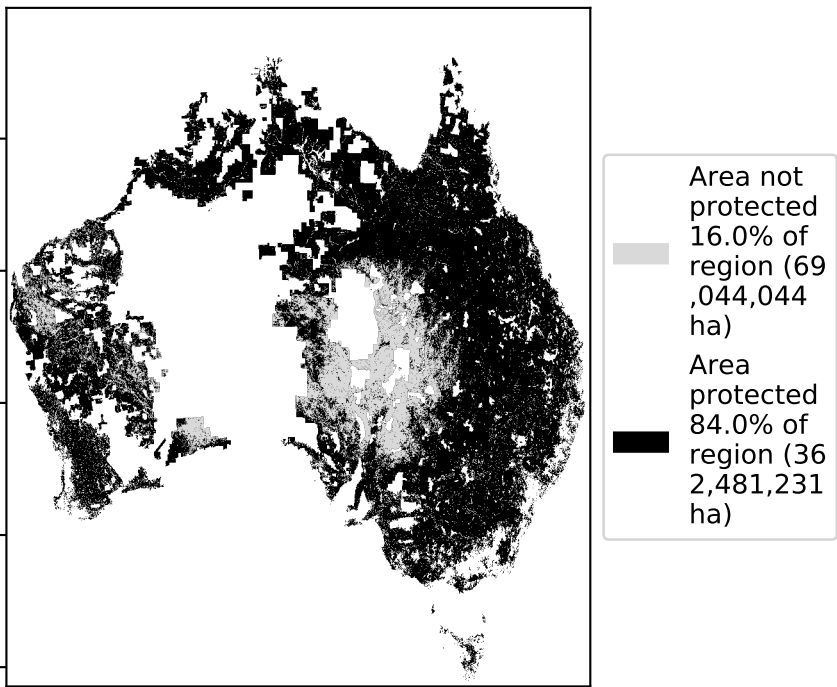 Area not
protected
16.0% of
region (69
,044,044
ha)
Area
protected
84.0% of
region (36
2,481,231
ha)